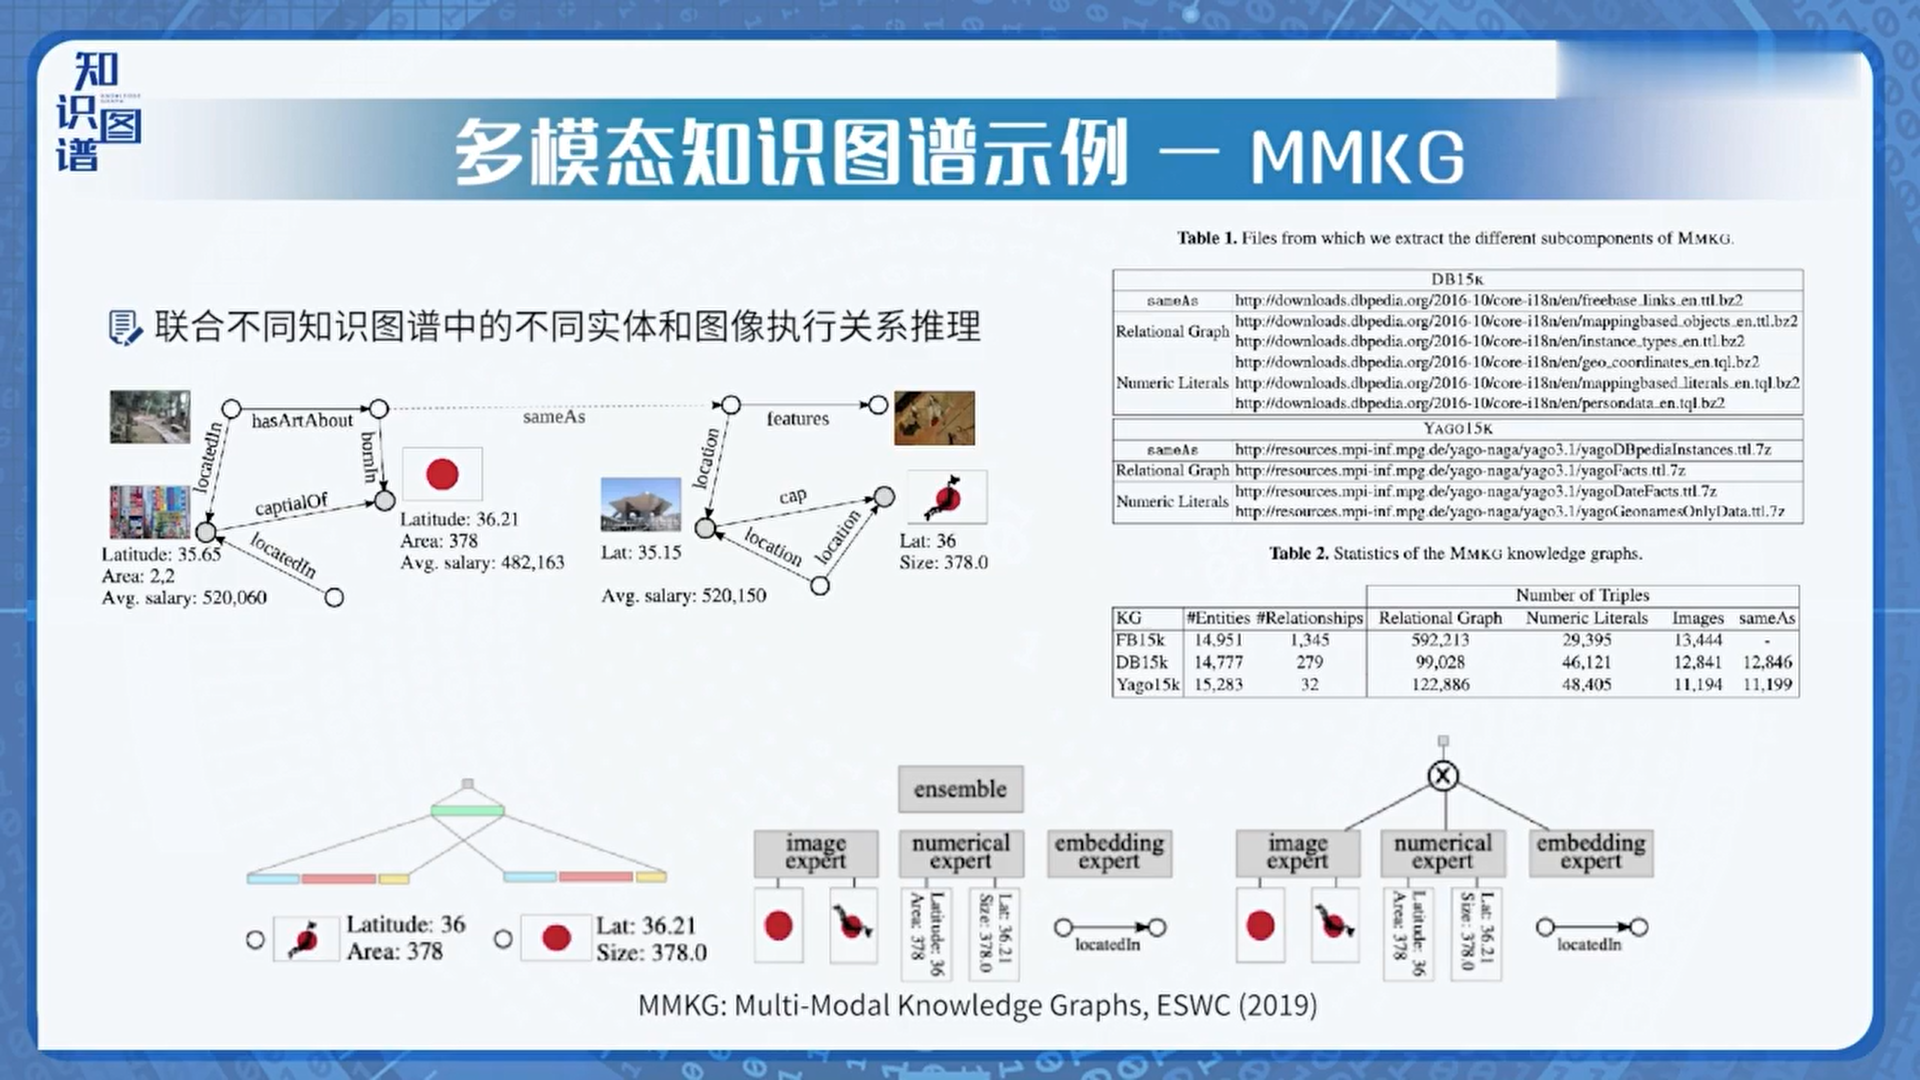 知识图谱
多模态知识图谱示例 — MMKG
联合不同知识图谱中的不同实体和图像执行关系推理
hasArtAbout
sameAs
features
locatedIn
bornIn
location
captialOf
cap
locatedIn
location
location
Latitude: 35.65
Area: 2,2
Avg. salary: 520,060
Latitude: 36.21
Area: 378
Avg. salary: 482,163
Lat: 35.15
Avg. salary: 520,150
Lat: 36
Size: 378.0
Table 1. Files from which we extract the different subcomponents of MMKG.
DB15K
sameAs http://downloads.dbpedia.org/2016-10/core-i18n/en/freebase_links_en.ttl.bz2
Relational Graph http://downloads.dbpedia.org/2016-10/core-i18n/en/mappingbased_objects_en.ttl.bz2
http://downloads.dbpedia.org/2016-10/core-i18n/en/instance_types_en.ttl.bz2
http://downloads.dbpedia.org/2016-10/core-i18n/en/geo_coordinates_en.tql.bz2
Numeric Literals http://downloads.dbpedia.org/2016-10/core-i18n/en/mappingbased_literals_en.tql.bz2
http://downloads.dbpedia.org/2016-10/core-i18n/en/persondata_en.tql.bz2
YAGO15K
sameAs http://resources.mpi-inf.mpg.de/yago-naga/yago3.1/yagoDBpediaInstances.ttl.7z
Relational Graph http://resources.mpi-inf.mpg.de/yago-naga/yago3.1/yagoFacts.ttl.7z
Numeric Literals http://resources.mpi-inf.mpg.de/yago-naga/yago3.1/yagoDateFacts.ttl.7z
http://resources.mpi-inf.mpg.de/yago-naga/yago3.1/yagoGeonamesOnlyData.ttl.7z
Table 2. Statistics of the MMKG knowledge graphs.
Number of Triples
KG #Entities #Relationships Relational Graph Numeric Literals Images sameAs
FB15k 14,951 1,345 592,213 29,395 13,444 -
DB15k 14,777 279 99,028 46,121 12,841 12,846
Yago15k 15,283 32 122,886 48,405 11,194 11,199
Latitude: 36
Area: 378
Lat: 36.21
Size: 378.0
ensemble
image expert
numerical expert
embedding expert
Latitude: 36
Area: 378
Lat: 36.21
Size: 378.0
locatedIn
X
image expert
numerical expert
embedding expert
Latitude: 36
Area: 378
Lat: 36.21
Size: 378.0
locatedIn
MMKG: Multi-Modal Knowledge Graphs, ESWC (2019)